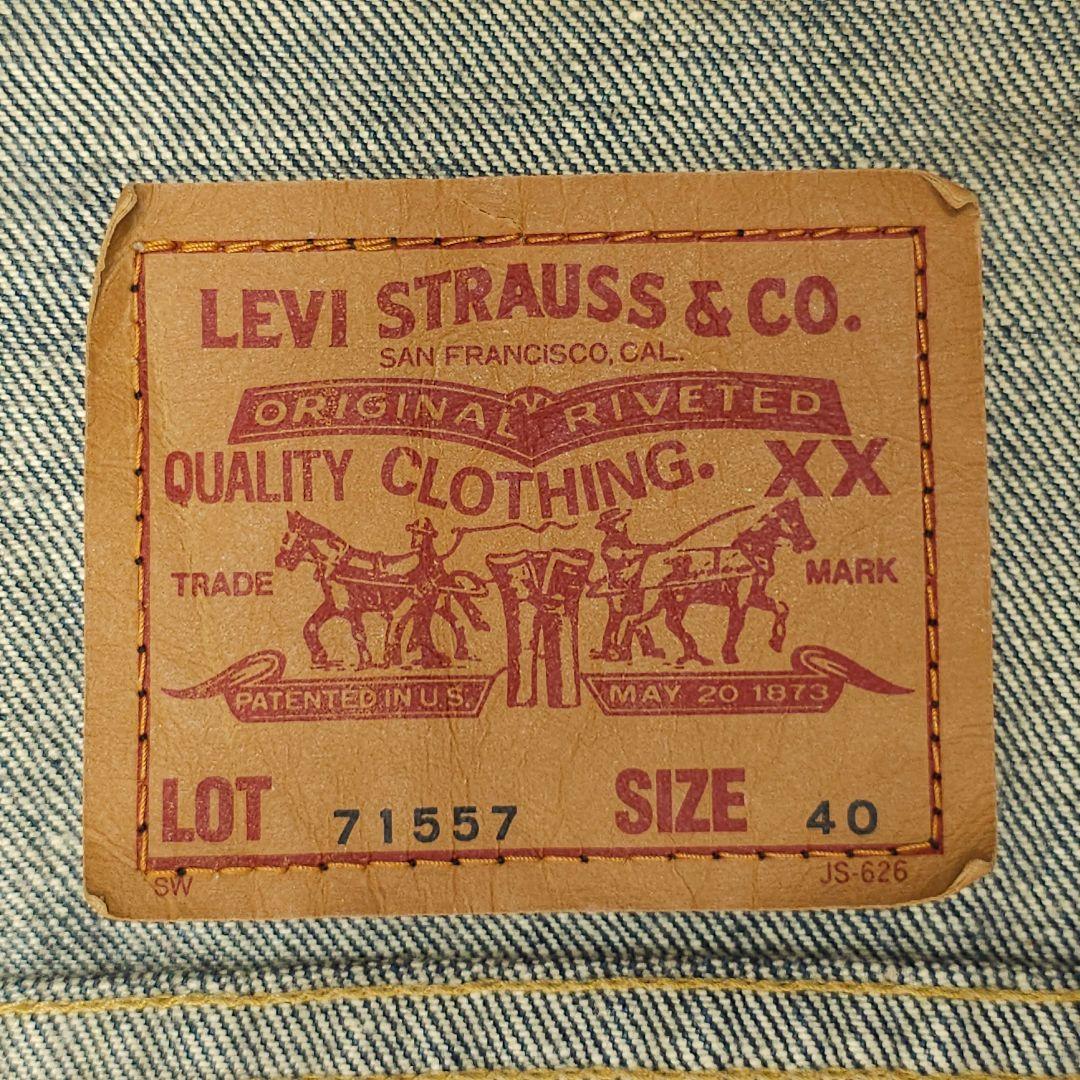 LEVI STRAUSS & CO.
SAN FRANCISCO, CAL.
ORIGINAL RIVETED
QUALITY CLOTHING. XX
TRADE MARK
PATENTED IN U.S. MAY 20 1873
LOT 71557 SIZE 40
SW JS-626